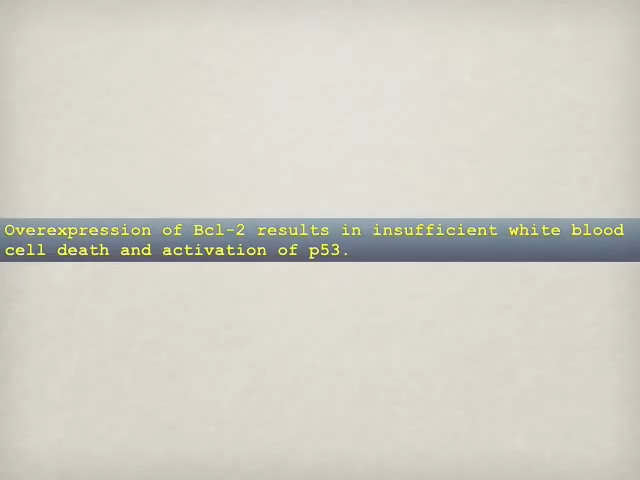 Overexpression of Bcl-2 results in insufficient white blood
cell death and activation of p53.